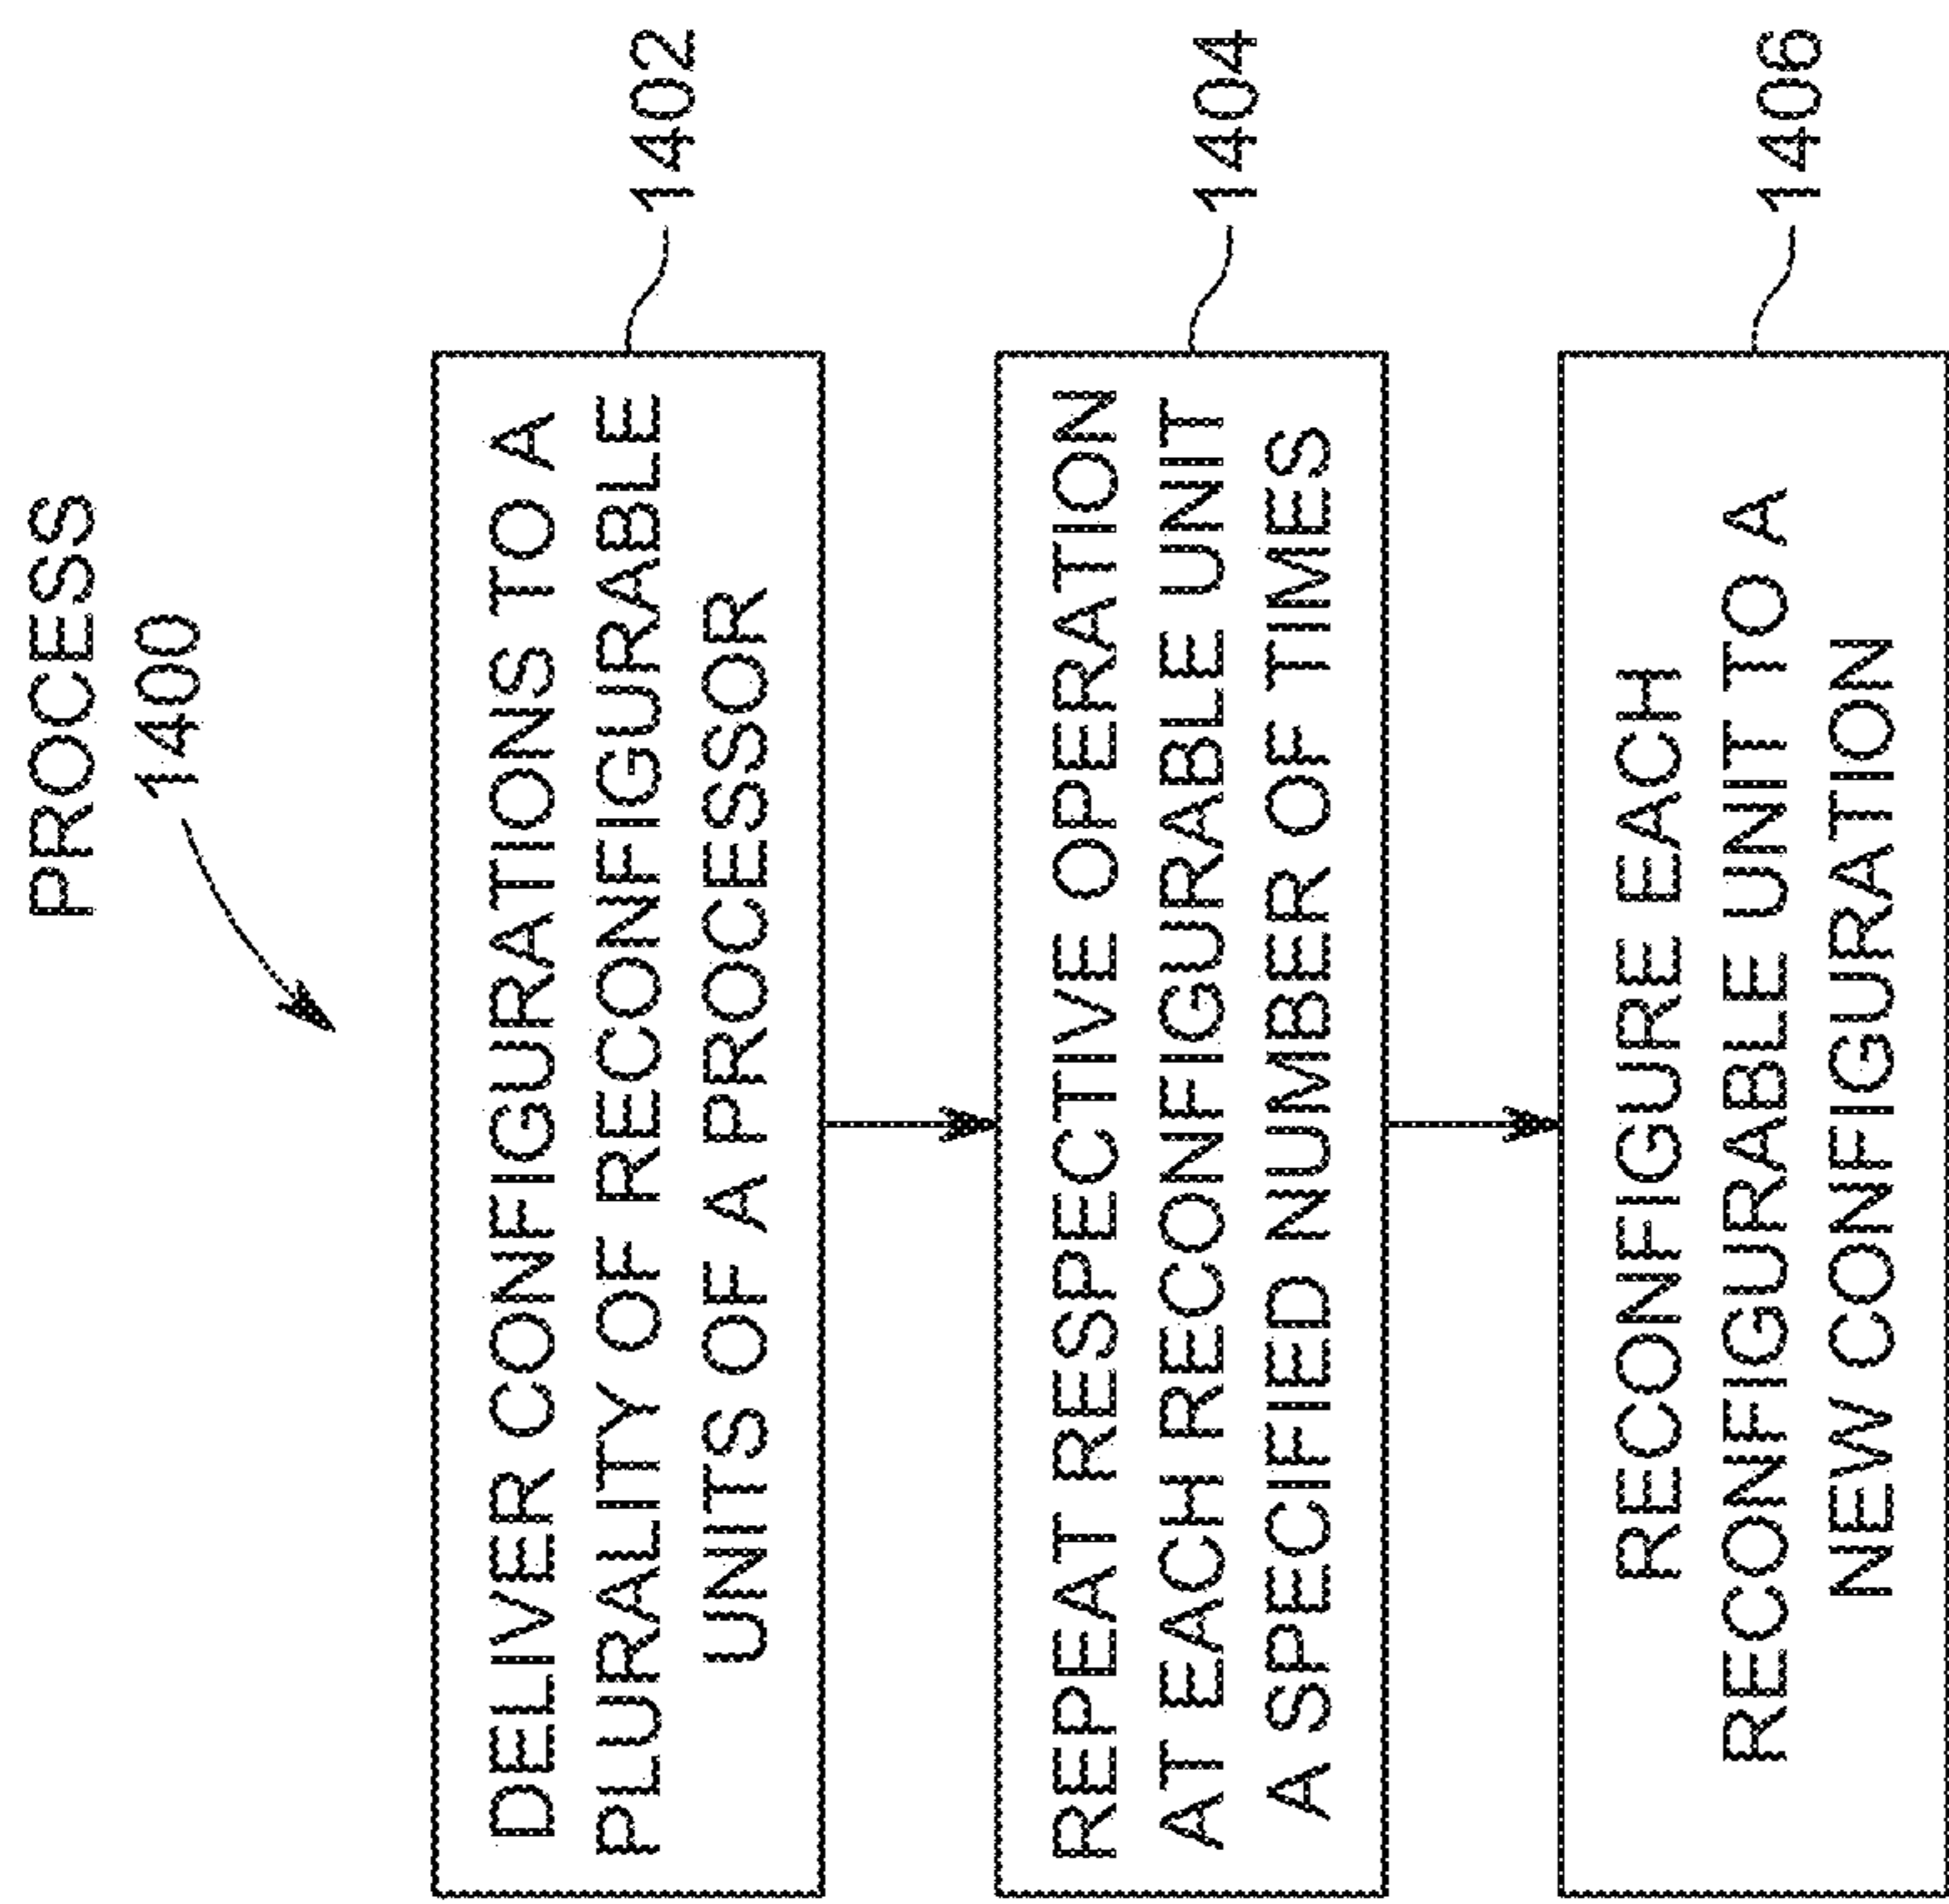 PROCESS
1400
DELIVER CONFIGURATIONS TO A
PLURALITY OF RECONFIGURABLE
UNITS OF A PROCESSOR
1402
REPEAT RESPECTIVE OPERATION
AT EACH RECONFIGURABLE UNIT
A SPECIFIED NUMBER OF TIMES
1404
RECONFIGURE EACH
RECONFIGURABLE UNIT TO A
NEW CONFIGURATION
1406